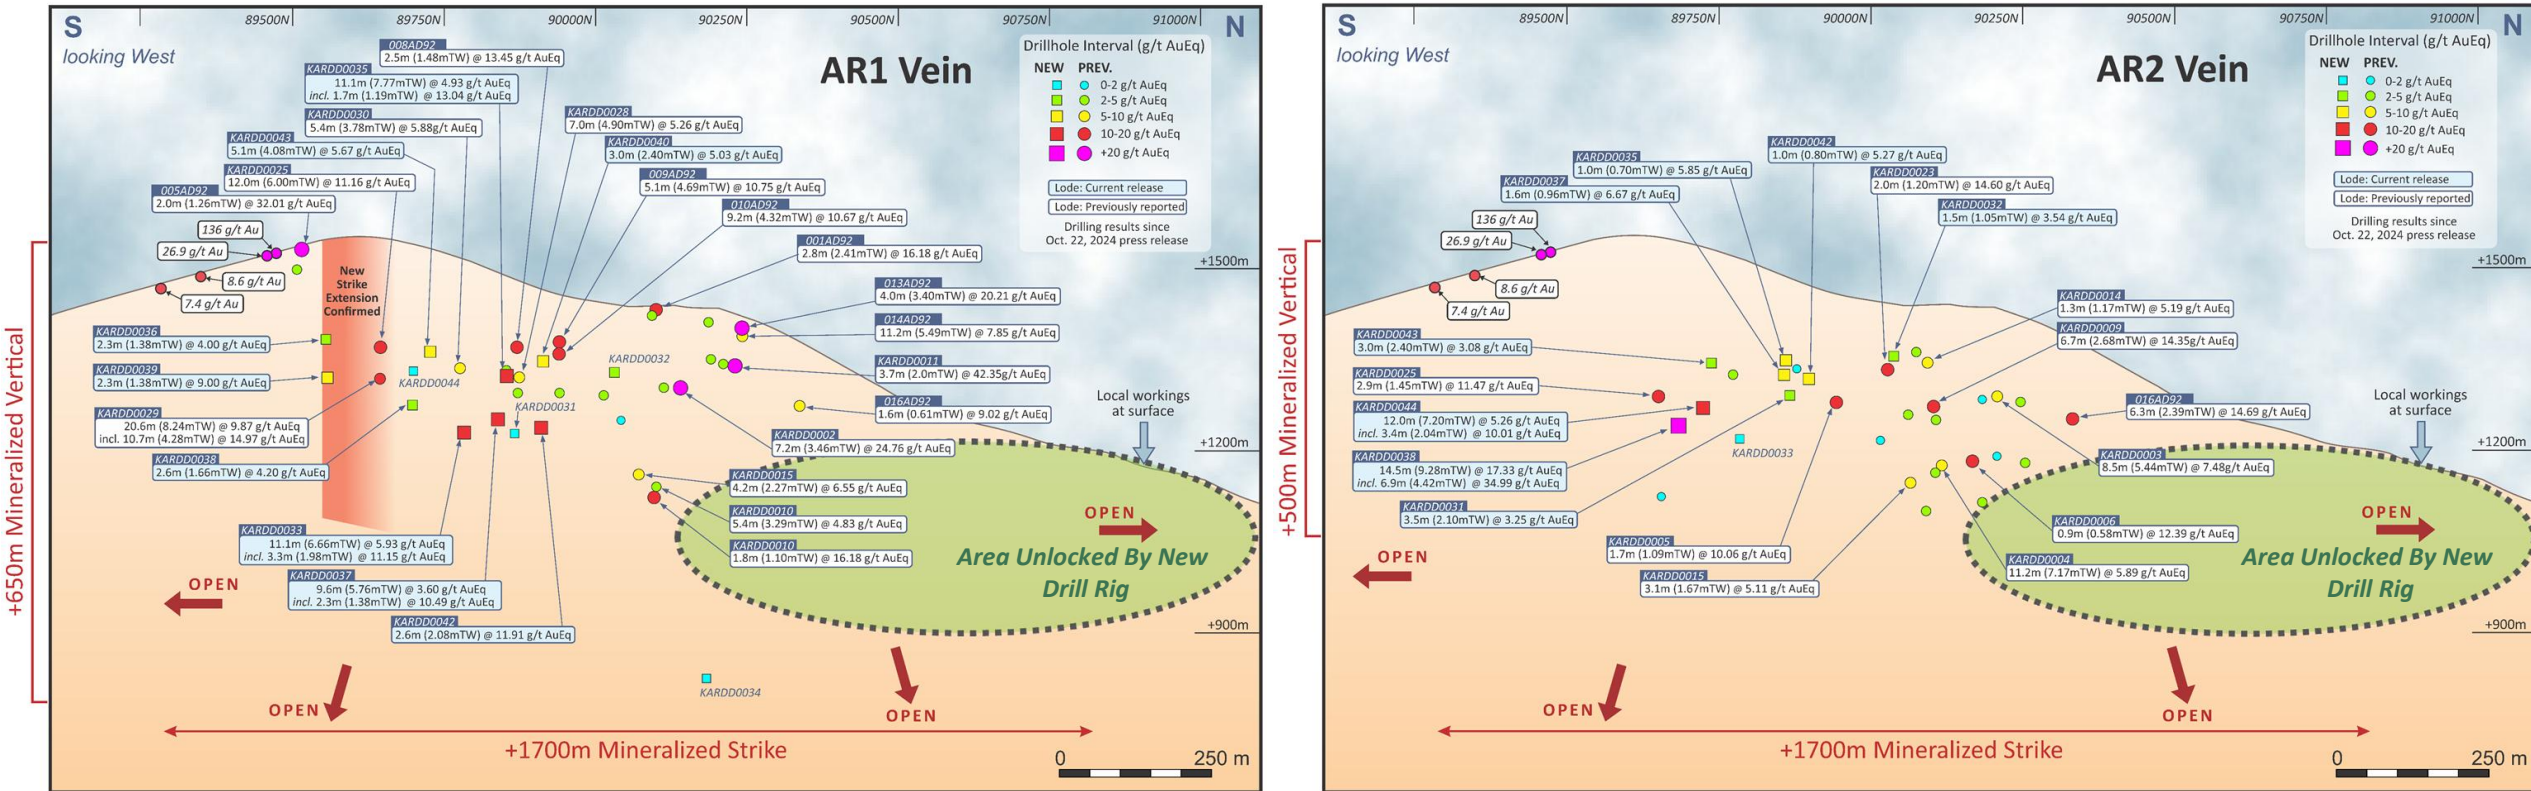 S
looking West
89500N
89750N
90000N
90250N
90500N
90750N
91000N
N
AR1 Vein
Drillhole Interval (g/t AuEq)
NEW PREV.
0-2 g/t AuEq
2-5 g/t AuEq
5-10 g/t AuEq
10-20 g/t AuEq
+20 g/t AuEq
Lode: Current release
Lode: Previously reported
Drilling results since
Oct. 22, 2024 press release
008AD92
2.5m (1.48mTW) @ 13.45 g/t AuEq
KARDD0035
11.1m (7.77mTW) @ 4.93 g/t AuEq
incl. 1.7m (1.19mTW) @ 13.04 g/t AuEq
KARDD0030
5.4m (3.78mTW) @ 5.88g/t AuEq
KARDD0043
5.1m (4.08mTW) @ 5.67 g/t AuEq
KARDD0025
12.0m (6.00mTW) @ 11.16 g/t AuEq
005AD92
2.0m (1.26mTW) @ 32.01 g/t AuEq
136 g/t Au
26.9 g/t Au
8.6 g/t Au
7.4 g/t Au
KARDD0028
7.0m (4.90mTW) @ 5.26 g/t AuEq
KARDD0040
3.0m (2.40mTW) @ 5.03 g/t AuEq
009AD92
5.1m (4.69mTW) @ 10.75 g/t AuEq
010AD92
9.2m (4.32mTW) @ 10.67 g/t AuEq
001AD92
2.8m (2.41mTW) @ 16.18 g/t AuEq
013AD92
4.0m (3.40mTW) @ 20.21 g/t AuEq
014AD92
11.2m (5.49mTW) @ 7.85 g/t AuEq
KARDD0011
3.7m (2.0mTW) @ 42.35g/t AuEq
016AD92
1.6m (0.61mTW) @ 9.02 g/t AuEq
KARDD0002
7.2m (3.46mTW) @ 24.76 g/t AuEq
KARDD0015
4.2m (2.27mTW) @ 6.55 g/t AuEq
KARDD0010
5.4m (3.29mTW) @ 4.83 g/t AuEq
KARDD0010
1.8m (1.10mTW) @ 16.18 g/t AuEq
New
Strike
Extension
Confirmed
KARDD0036
2.3m (1.38mTW) @ 4.00 g/t AuEq
KARDD0039
2.3m (1.38mTW) @ 9.00 g/t AuEq
KARDD0029
20.6m (8.24mTW) @ 9.87 g/t AuEq
incl. 10.7m (4.28mTW) @ 14.97 g/t AuEq
KARDD0038
2.6m (1.66mTW) @ 4.20 g/t AuEq
KARDD0033
11.1m (6.66mTW) @ 5.93 g/t AuEq
incl. 3.3m (1.98mTW) @ 11.15 g/t AuEq
KARDD0037
9.6m (5.76mTW) @ 3.60 g/t AuEq
incl. 2.3m (1.38mTW) @ 10.49 g/t AuEq
KARDD0042
2.6m (2.08mTW) @ 11.91 g/t AuEq
KARDD0044
KARDD0031
KARDD0032
KARDD0034
Local workings
at surface
+1500m
+1200m
+900m
Area Unlocked By New
Drill Rig
OPEN
OPEN
OPEN
OPEN
+650m Mineralized Vertical
+1700m Mineralized Strike
0 250 m
S
looking West
89500N
89750N
90000N
90250N
90500N
90750N
91000N
N
AR2 Vein
Drillhole Interval (g/t AuEq)
NEW PREV.
0-2 g/t AuEq
2-5 g/t AuEq
5-10 g/t AuEq
10-20 g/t AuEq
+20 g/t AuEq
Lode: Current release
Lode: Previously reported
Drilling results since
Oct. 22, 2024 press release
KARDD0042
1.0m (0.80mTW) @ 5.27 g/t AuEq
KARDD0035
1.0m (0.70mTW) @ 5.85 g/t AuEq
KARDD0037
1.6m (0.96mTW) @ 6.67 g/t AuEq
KARDD0023
2.0m (1.20mTW) @ 14.60 g/t AuEq
KARDD0032
1.5m (1.05mTW) @ 3.54 g/t AuEq
136 g/t Au
26.9 g/t Au
8.6 g/t Au
7.4 g/t Au
KARDD0014
1.3m (1.17mTW) @ 5.19 g/t AuEq
KARDD0009
6.7m (2.68mTW) @ 14.35g/t AuEq
016AD92
6.3m (2.39mTW) @ 14.69 g/t AuEq
KARDD0003
8.5m (5.44mTW) @ 7.48g/t AuEq
KARDD0006
0.9m (0.58mTW) @ 12.39 g/t AuEq
KARDD0004
11.2m (7.17mTW) @ 5.89 g/t AuEq
KARDD0043
3.0m (2.40mTW) @ 3.08 g/t AuEq
KARDD0025
2.9m (1.45mTW) @ 11.47 g/t AuEq
KARDD0044
12.0m (7.20mTW) @ 5.26 g/t AuEq
incl. 3.4m (2.04mTW) @ 10.01 g/t AuEq
KARDD0038
14.5m (9.28mTW) @ 17.33 g/t AuEq
incl. 6.9m (4.42mTW) @ 34.99 g/t AuEq
KARDD0031
3.5m (2.10mTW) @ 3.25 g/t AuEq
KARDD0005
1.7m (1.09mTW) @ 10.06 g/t AuEq
KARDD0015
3.1m (1.67mTW) @ 5.11 g/t AuEq
KARDD0033
Local workings
at surface
+1500m
+1200m
+900m
Area Unlocked By New
Drill Rig
OPEN
OPEN
OPEN
OPEN
+500m Mineralized Vertical
+1700m Mineralized Strike
0 250 m